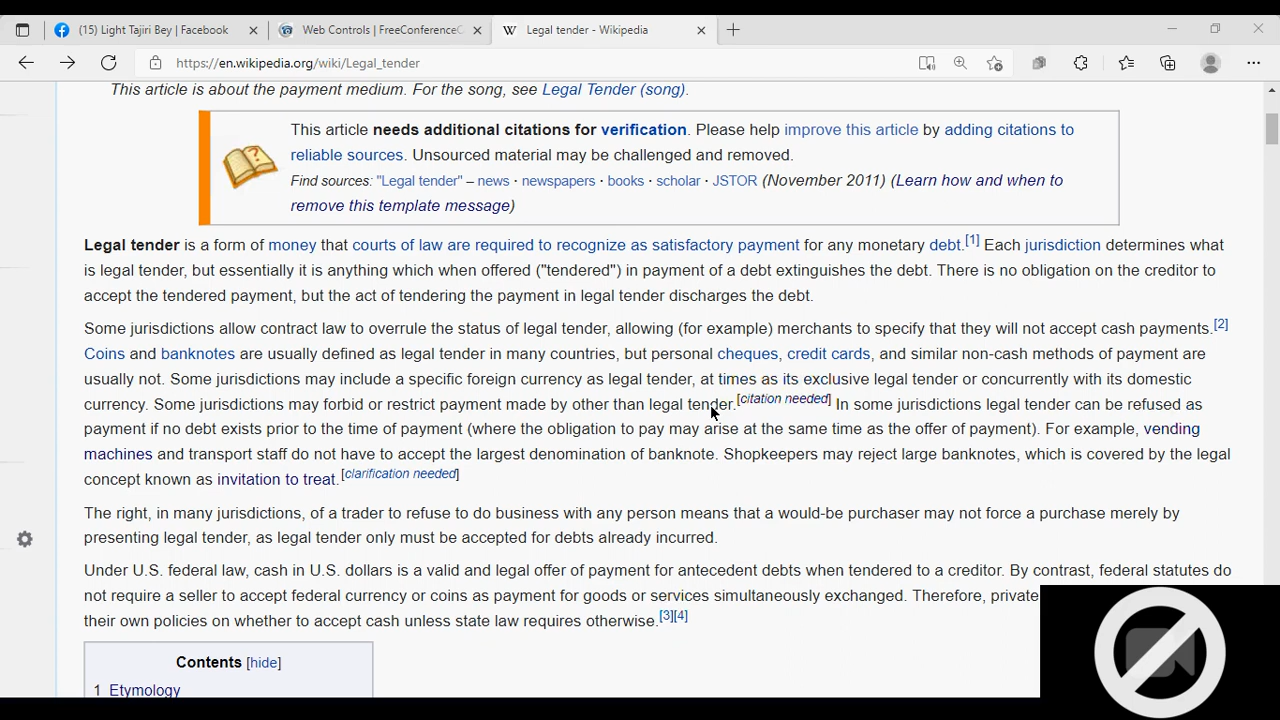 (15) Light Tajiri Bey | Facebook
Web Controls | FreeConferenceC
Legal tender - Wikipedia
https://en.wikipedia.org/wiki/Legal_tender
This article is about the payment medium. For the song, see Legal Tender (song).
This article needs additional citations for verification. Please help improve this article by adding citations to
reliable sources. Unsourced material may be challenged and removed.
Find sources: "Legal tender" – news · newspapers · books · scholar · JSTOR (November 2011) (Learn how and when to
remove this template message)
Legal tender is a form of money that courts of law are required to recognize as satisfactory payment for any monetary debt.[1] Each jurisdiction determines what
is legal tender, but essentially it is anything which when offered ("tendered") in payment of a debt extinguishes the debt. There is no obligation on the creditor to
accept the tendered payment, but the act of tendering the payment in legal tender discharges the debt.
Some jurisdictions allow contract law to overrule the status of legal tender, allowing (for example) merchants to specify that they will not accept cash payments.[2]
Coins and banknotes are usually defined as legal tender in many countries, but personal cheques, credit cards, and similar non-cash methods of payment are
usually not. Some jurisdictions may include a specific foreign currency as legal tender, at times as its exclusive legal tender or concurrently with its domestic
currency. Some jurisdictions may forbid or restrict payment made by other than legal tender.[citation needed] In some jurisdictions legal tender can be refused as
payment if no debt exists prior to the time of payment (where the obligation to pay may arise at the same time as the offer of payment). For example, vending
machines and transport staff do not have to accept the largest denomination of banknote. Shopkeepers may reject large banknotes, which is covered by the legal
concept known as invitation to treat.[clarification needed]
The right, in many jurisdictions, of a trader to refuse to do business with any person means that a would-be purchaser may not force a purchase merely by
presenting legal tender, as legal tender only must be accepted for debts already incurred.
Under U.S. federal law, cash in U.S. dollars is a valid and legal offer of payment for antecedent debts when tendered to a creditor. By contrast, federal statutes do
not require a seller to accept federal currency or coins as payment for goods or services simultaneously exchanged. Therefore, private
their own policies on whether to accept cash unless state law requires otherwise.[3][4]
Contents [hide]
1 Etymology